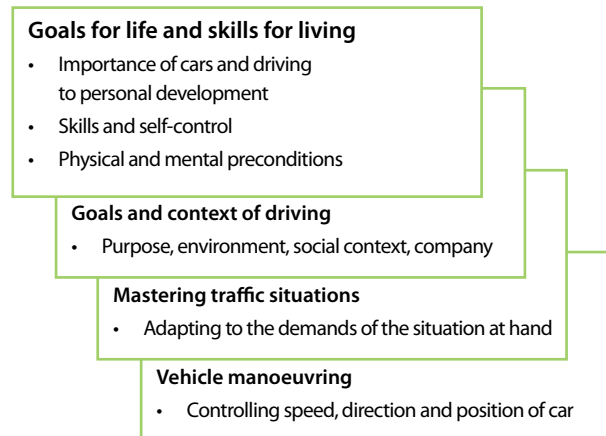 Goals for life and skills for living
• Importance of cars and driving
to personal development
• Skills and self-control
• Physical and mental preconditions
Goals and context of driving
• Purpose, environment, social context, company
Mastering traffic situations
• Adapting to the demands of the situation at hand
Vehicle manoeuvring
• Controlling speed, direction and position of car